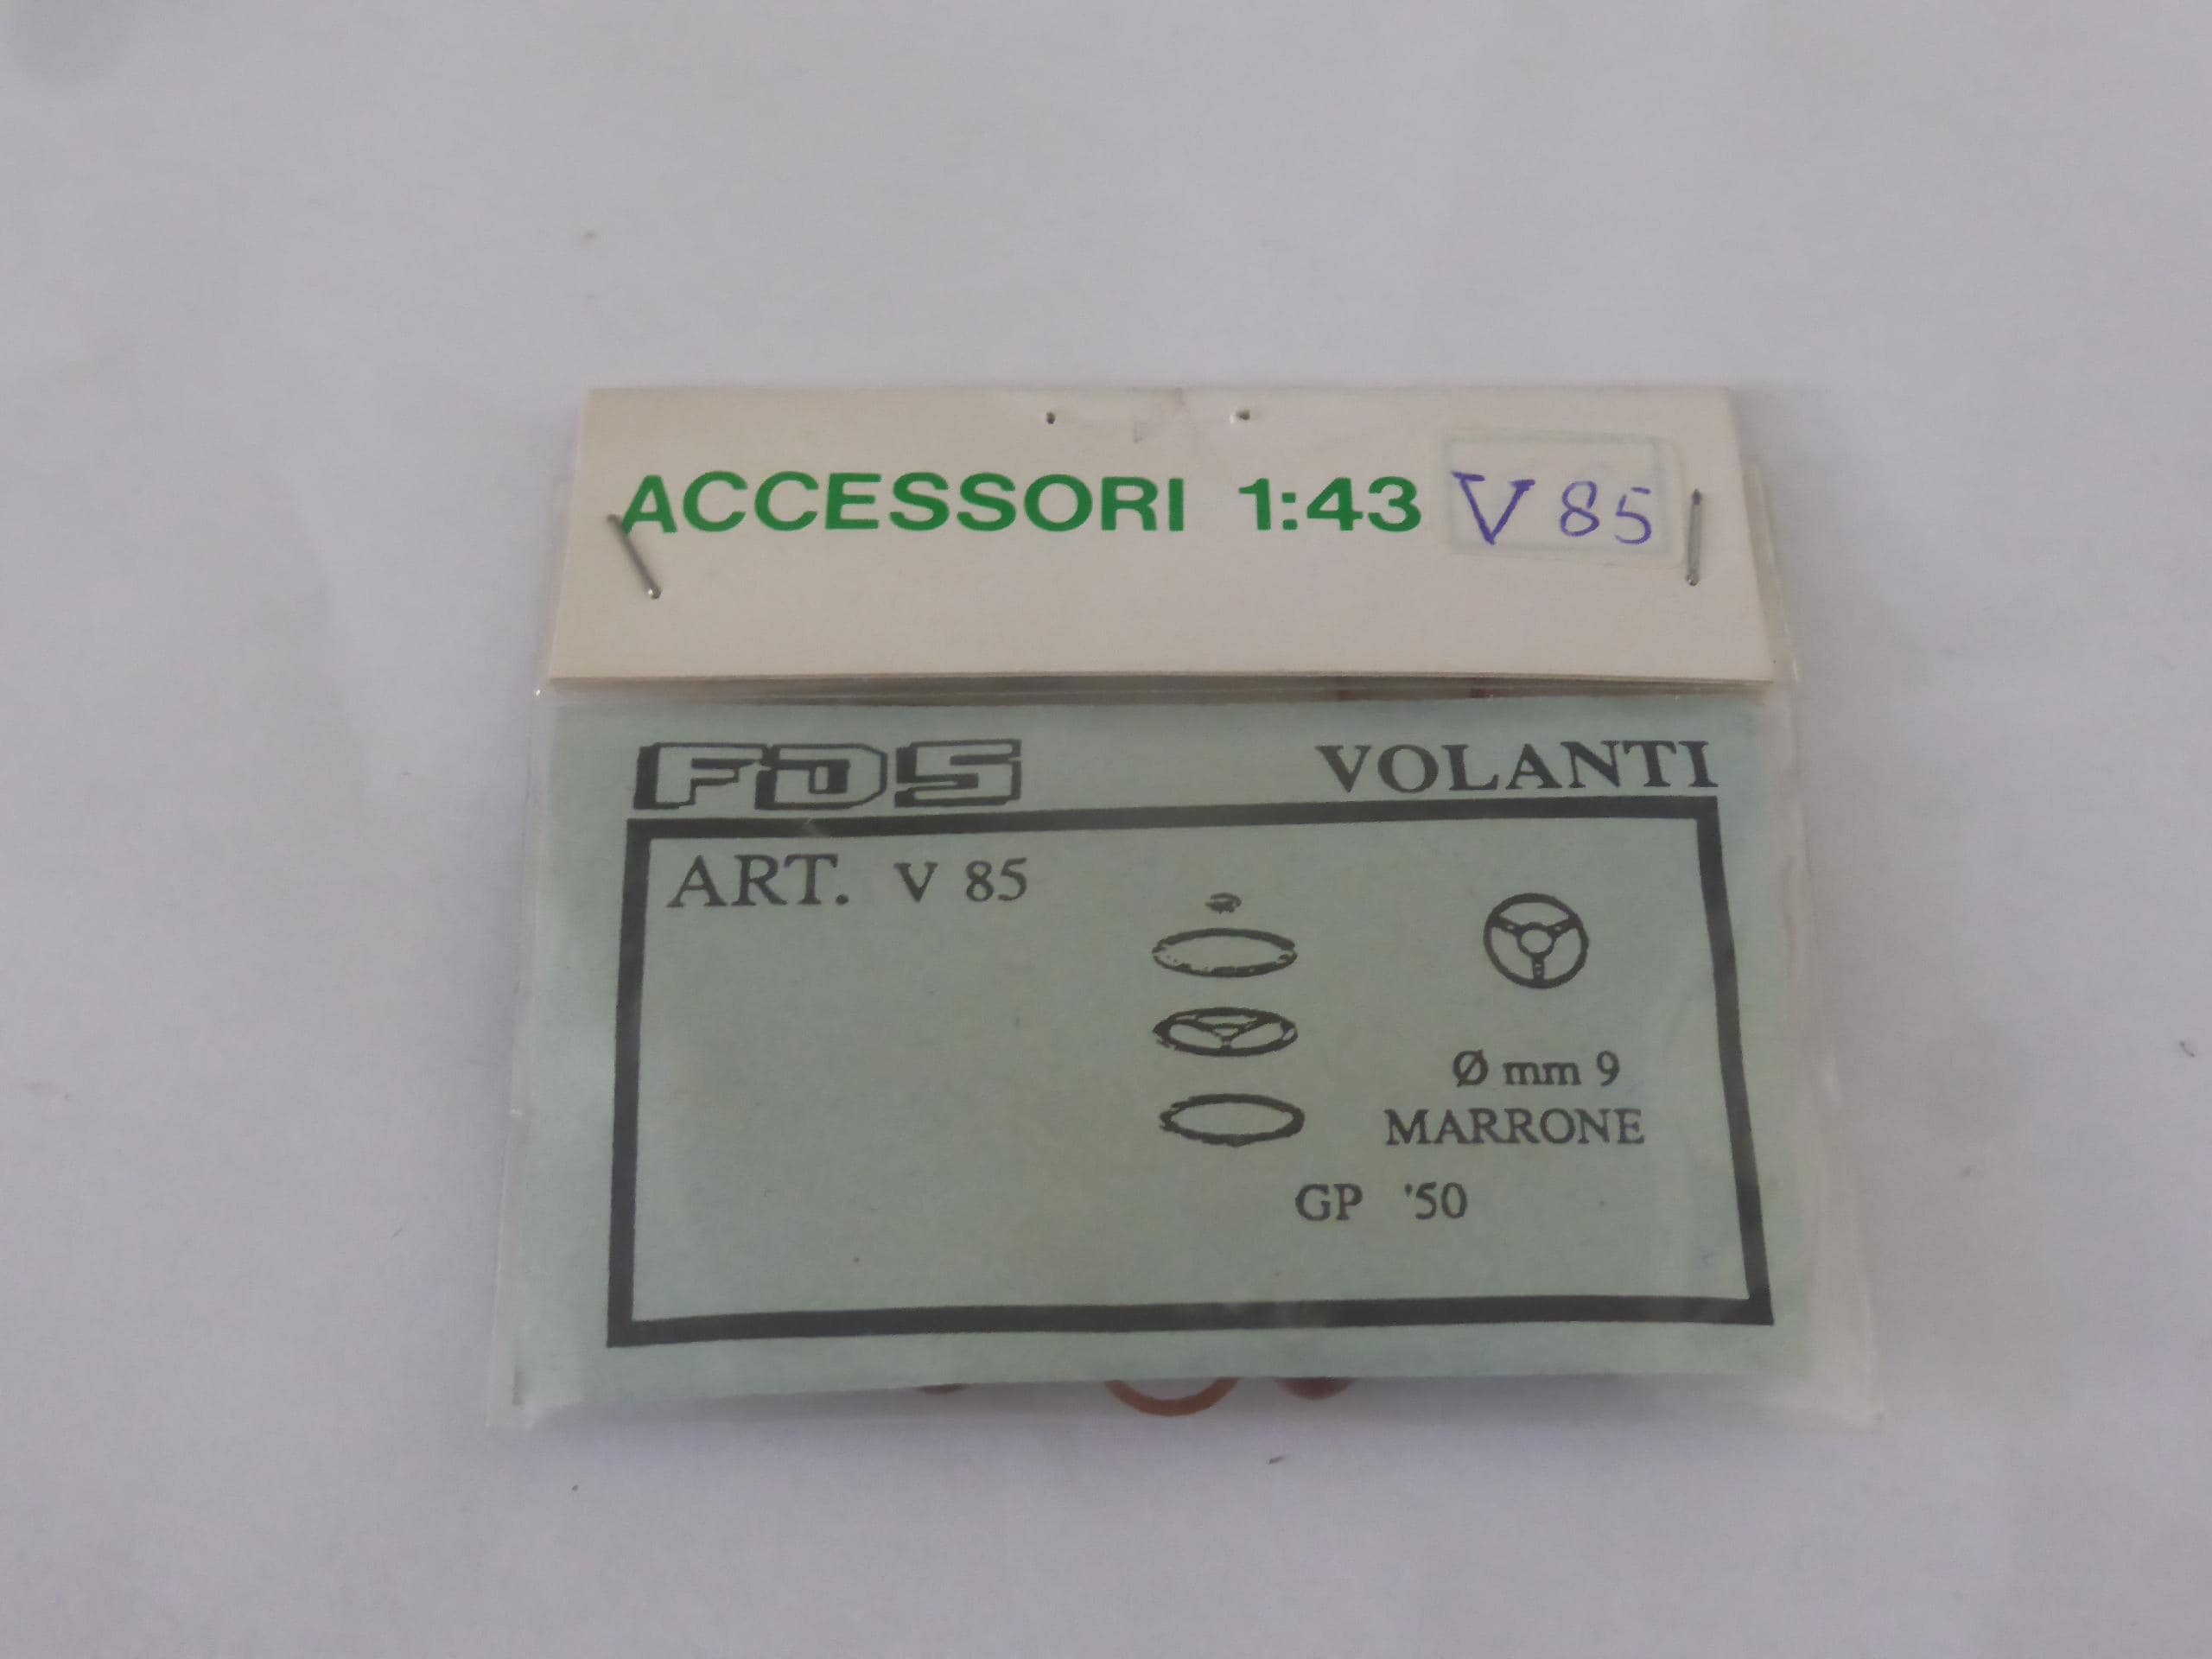 ACCESSORI 1:43 V 85
FDS VOLANTI
ART. V 85
Ø mm 9
MARRONE
GP '50